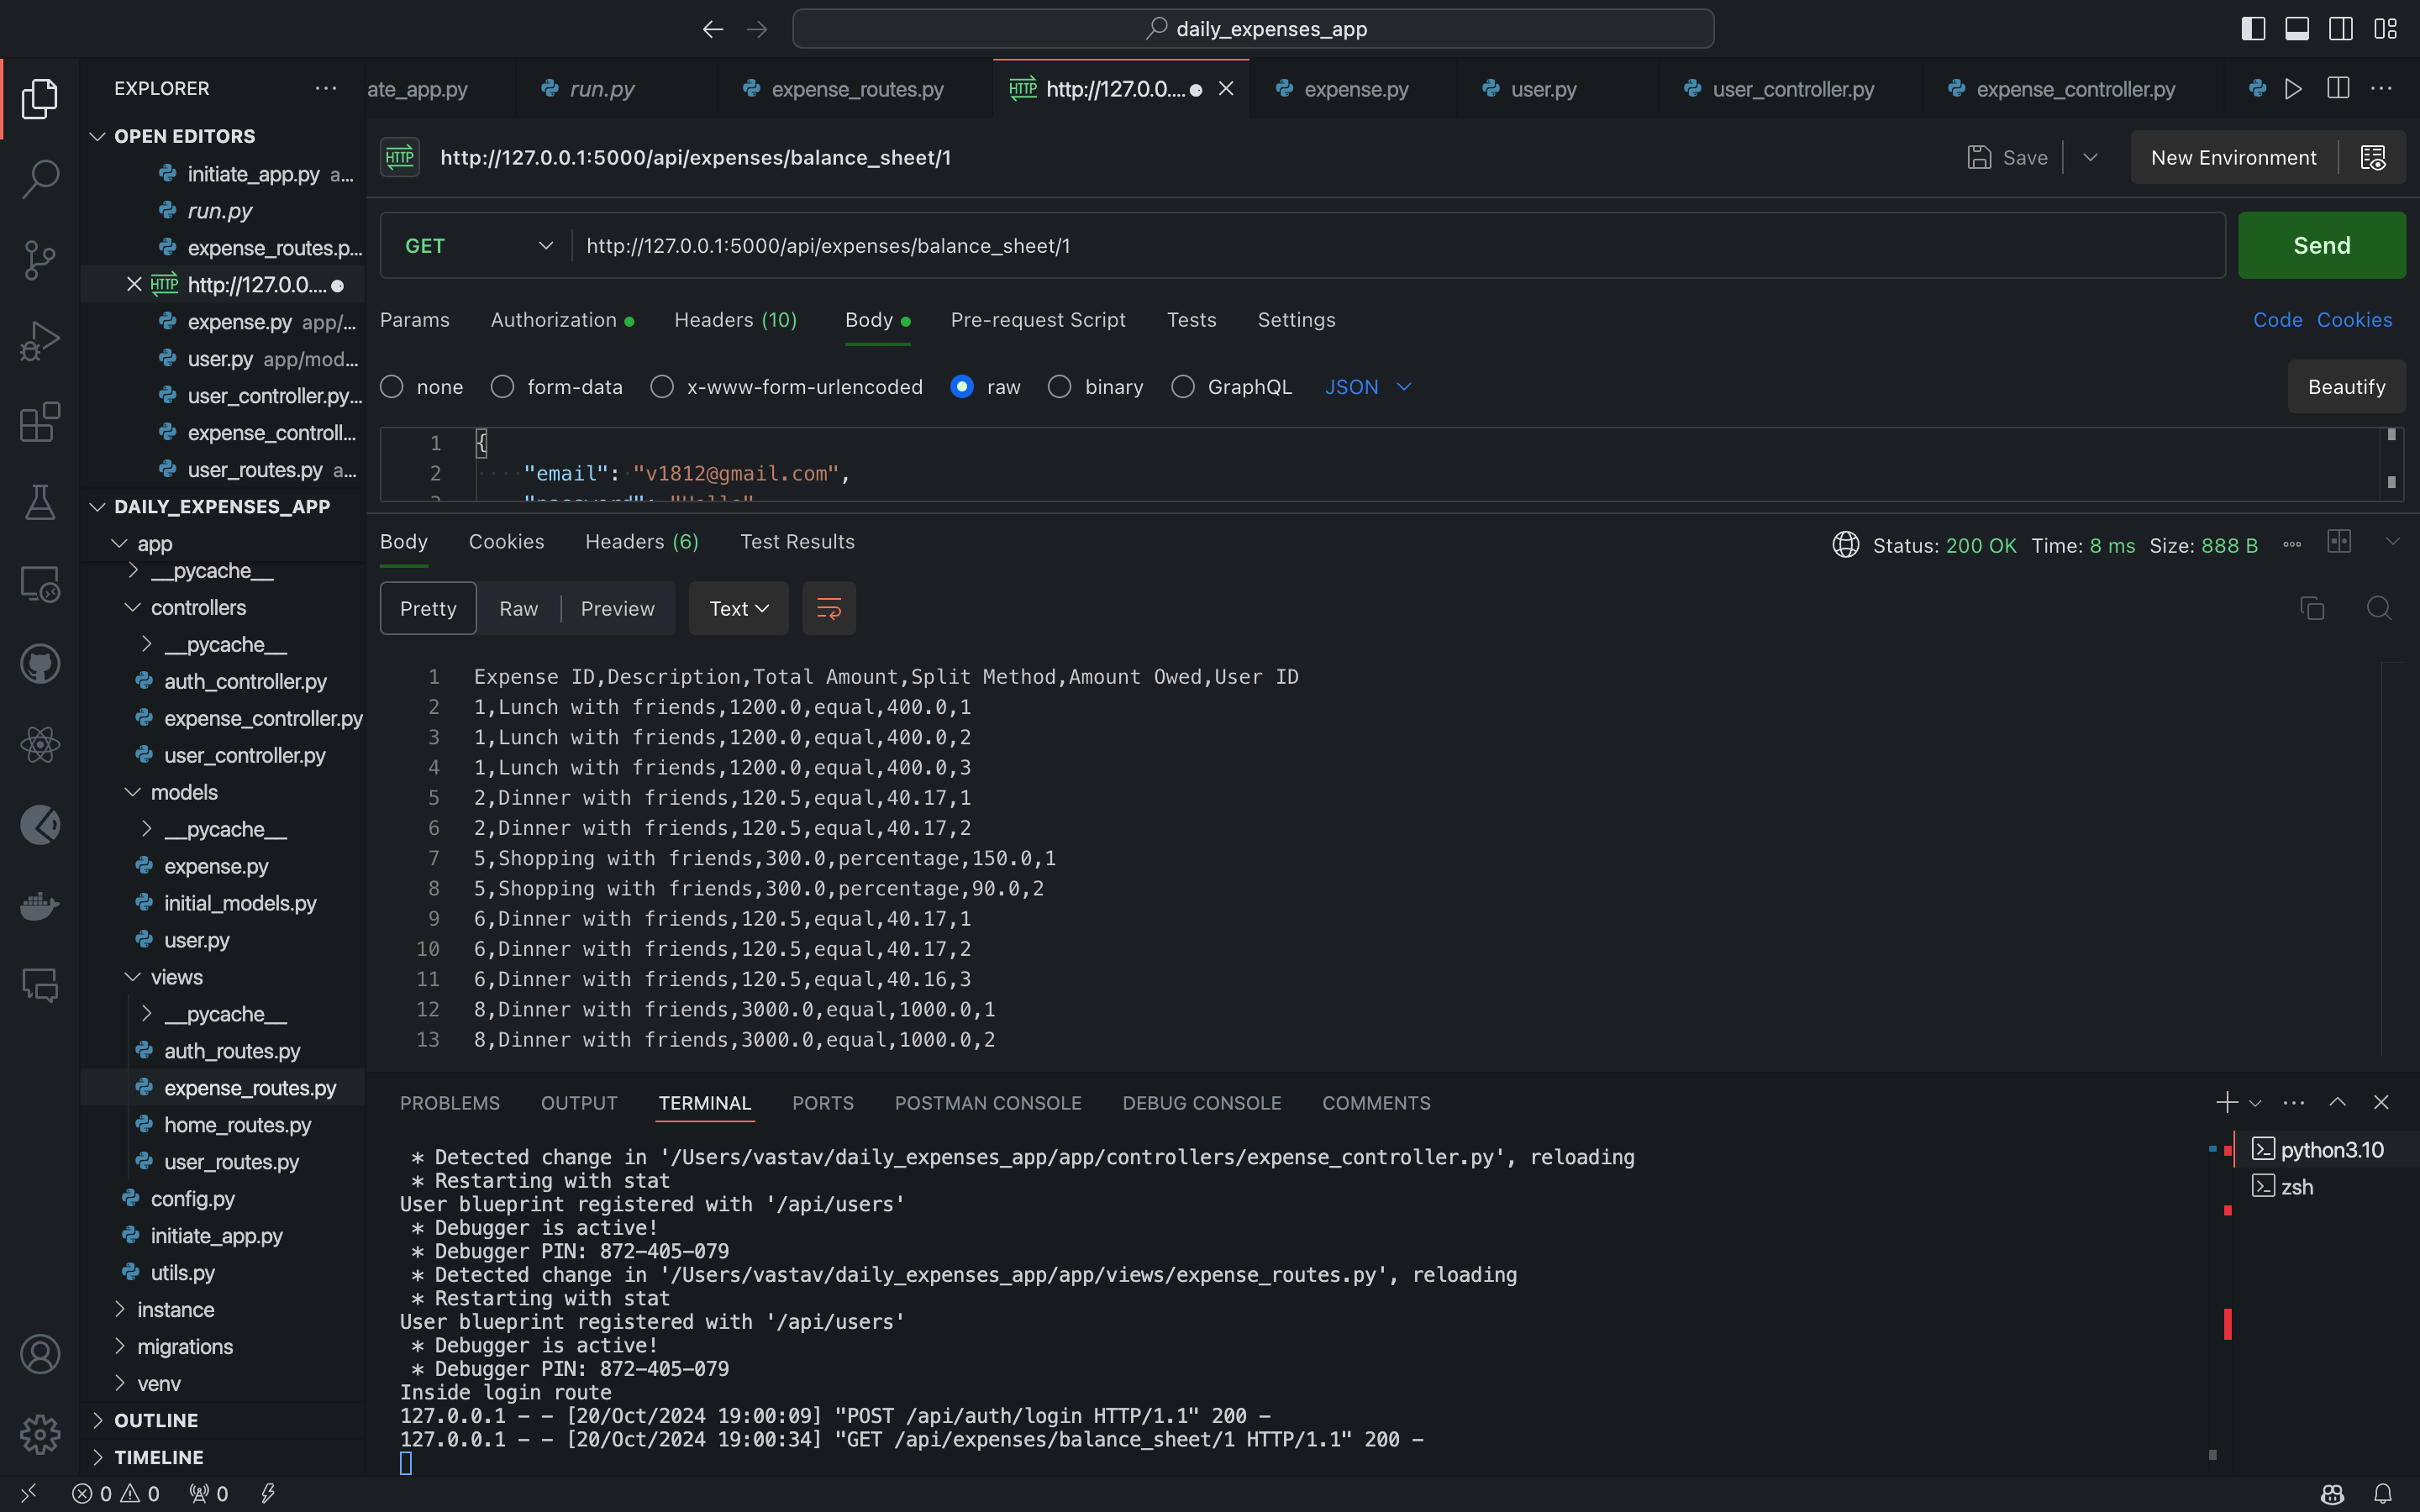 daily_expenses_app
EXPLORER
ate_app.py
run.py
expense_routes.py
HTTP http://127.0.0....
expense.py
user.py
user_controller.py
expense_controller.py
OPEN EDITORS
initiate_app.py a...
run.py
expense_routes.p...
HTTP http://127.0.0....
expense.py app/...
user.py app/mod...
user_controller.py...
expense_controll...
user_routes.py a...
DAILY_EXPENSES_APP
app
__pycache__
controllers
__pycache__
auth_controller.py
expense_controller.py
user_controller.py
models
__pycache__
expense.py
initial_models.py
user.py
views
__pycache__
auth_routes.py
expense_routes.py
home_routes.py
user_routes.py
config.py
initiate_app.py
utils.py
instance
migrations
venv
OUTLINE
TIMELINE
HTTP http://127.0.0.1:5000/api/expenses/balance_sheet/1
Save
New Environment
GET http://127.0.0.1:5000/api/expenses/balance_sheet/1
Send
Params Authorization Headers (10) Body Pre-request Script Tests Settings
Code Cookies
none form-data x-www-form-urlencoded raw binary GraphQL JSON
Beautify
1 {
2 "email": "v1812@gmail.com",
3 "password": "Hello"
Body Cookies Headers (6) Test Results
Status: 200 OK Time: 8 ms Size: 888 B
Pretty Raw Preview Text
1 Expense ID,Description,Total Amount,Split Method,Amount Owed,User ID
2 1,Lunch with friends,1200.0,equal,400.0,1
3 1,Lunch with friends,1200.0,equal,400.0,2
4 1,Lunch with friends,1200.0,equal,400.0,3
5 2,Dinner with friends,120.5,equal,40.17,1
6 2,Dinner with friends,120.5,equal,40.17,2
7 5,Shopping with friends,300.0,percentage,150.0,1
8 5,Shopping with friends,300.0,percentage,90.0,2
9 6,Dinner with friends,120.5,equal,40.17,1
10 6,Dinner with friends,120.5,equal,40.17,2
11 6,Dinner with friends,120.5,equal,40.16,3
12 8,Dinner with friends,3000.0,equal,1000.0,1
13 8,Dinner with friends,3000.0,equal,1000.0,2
PROBLEMS OUTPUT TERMINAL PORTS POSTMAN CONSOLE DEBUG CONSOLE COMMENTS
* Detected change in '/Users/vastav/daily_expenses_app/app/controllers/expense_controller.py', reloading
* Restarting with stat
User blueprint registered with '/api/users'
* Debugger is active!
* Debugger PIN: 872-405-079
* Detected change in '/Users/vastav/daily_expenses_app/app/views/expense_routes.py', reloading
* Restarting with stat
User blueprint registered with '/api/users'
* Debugger is active!
* Debugger PIN: 872-405-079
Inside login route
127.0.0.1 - - [20/Oct/2024 19:00:09] "POST /api/auth/login HTTP/1.1" 200 -
127.0.0.1 - - [20/Oct/2024 19:00:34] "GET /api/expenses/balance_sheet/1 HTTP/1.1" 200 -
python3.10
zsh
0 0 0